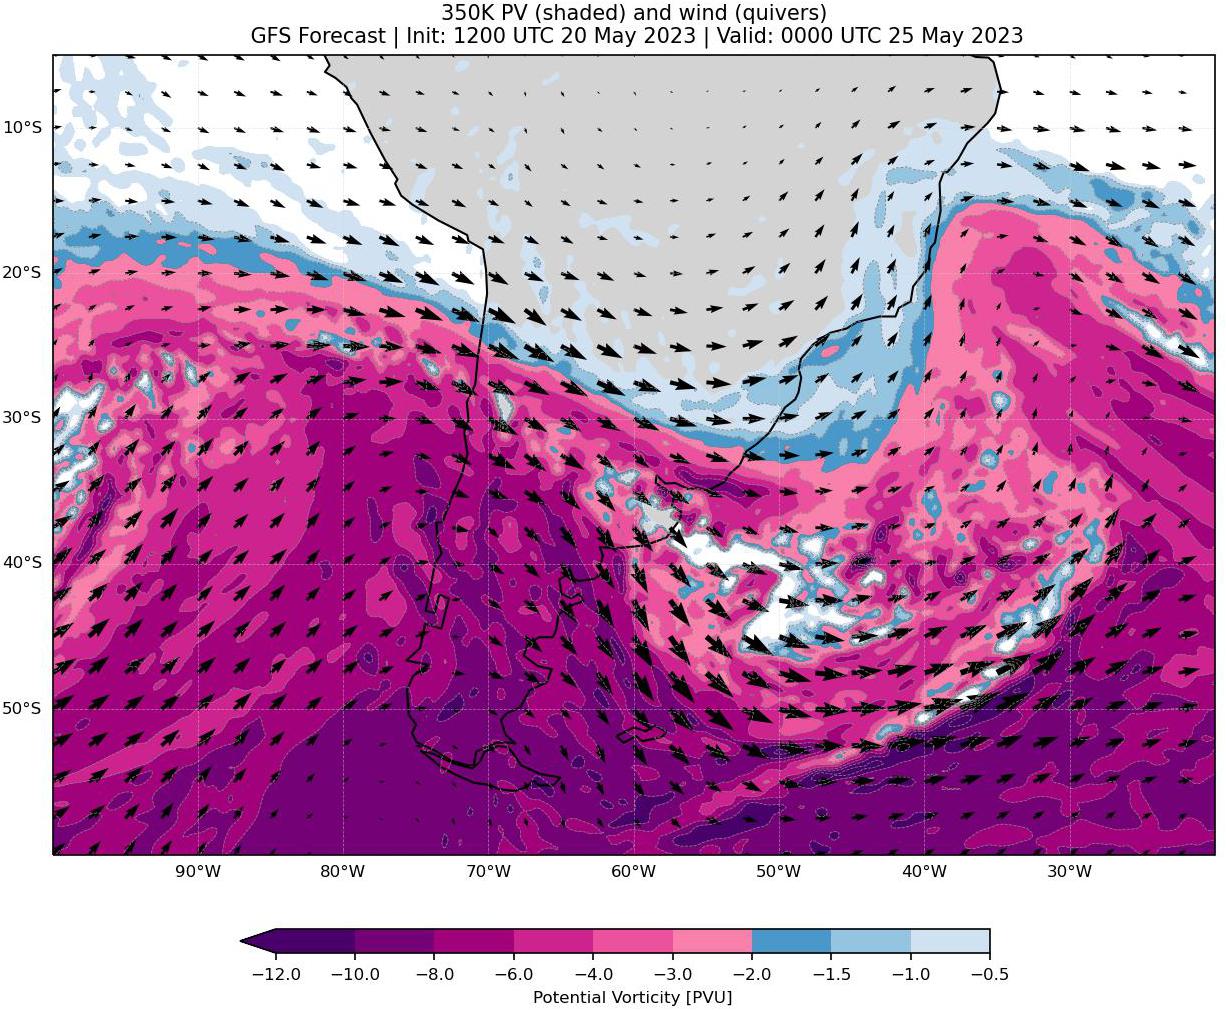 350K PV (shaded) and wind (quivers)
GFS Forecast | Init: 1200 UTC 20 May 2023 | Valid: 0000 UTC 25 May 2023
10°S
20°S
30°S
40°S
50°S
90°W
80°W
70°W
60°W
50°W
40°W
30°W
−12.0
−10.0
−8.0
−6.0
−4.0
−3.0
−2.0
−1.5
−1.0
−0.5
Potential Vorticity [PVU]